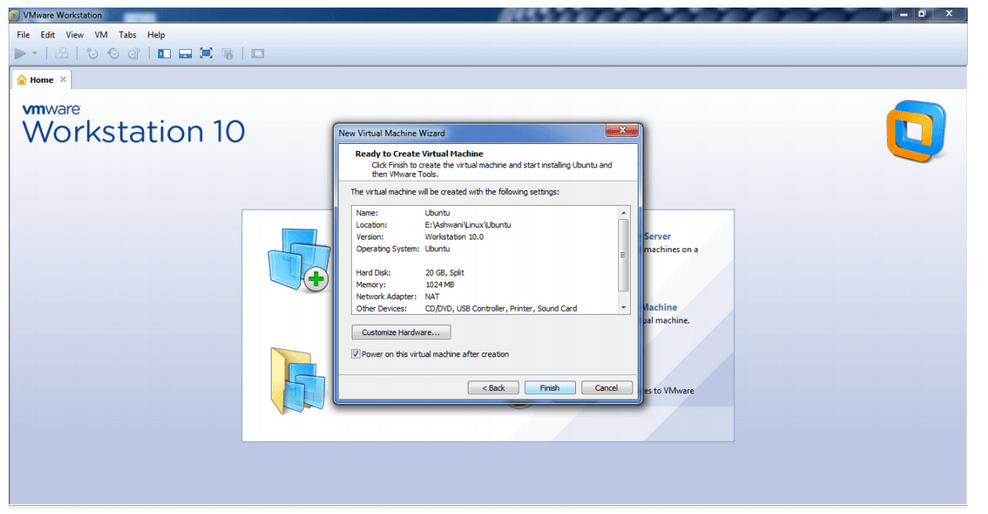 VMware Workstation
File Edit View VM Tabs Help
Home
vmware
Workstation 10
New Virtual Machine Wizard
Ready to Create Virtual Machine
Click Finish to create the virtual machine and start installing Ubuntu and
then VMware Tools.
The virtual machine will be created with the following settings:
Name: Ubuntu
Location: E:\Ashwani\Linux\Ubuntu
Version: Workstation 10.0
Operating System: Ubuntu
Hard Disk: 20 GB, Split
Memory: 1024 MB
Network Adapter: NAT
Other Devices: CD/DVD, USB Controller, Printer, Sound Card
Customize Hardware...
Power on this virtual machine after creation
< Back Finish Cancel
Server
machines on a
Machine
machine.
to VMware